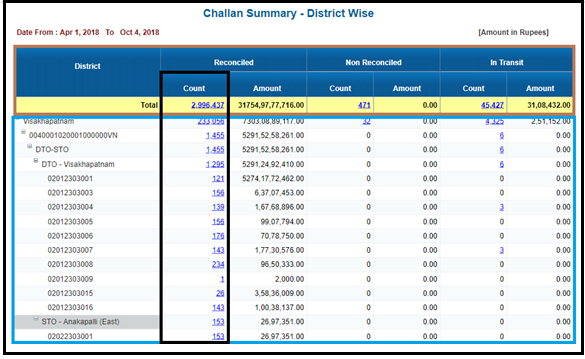 Challan Summary - District Wise
Date From : Apr 1, 2018 To Oct 4, 2018 [Amount in Rupees]
District Reconciled Non Reconciled In Transit
Count Amount Count Amount Count Amount
Total 2,996,437 31754,97,77,716.00 471 0.00 45,427 31,08,432.00
Visakhapatnam 233,056 7303,08,89,117.00 32 0.00 4,325 2,51,152.00
0040001020001000000VN 1,455 5291,52,58,261.00 0 0.00 6 0.00
DTO-STO 1,455 5291,52,58,261.00 0 0.00 6 0.00
DTO - Visakhapatnam 1,295 5291,24,92,410.00 0 0.00 6 0.00
02012303001 121 5274,17,72,462.00 0 0.00 0 0.00
02012303003 156 6,37,07,453.00 0 0.00 0 0.00
02012303004 139 1,67,68,896.00 0 0.00 3 0.00
02012303005 156 99,07,794.00 0 0.00 0 0.00
02012303006 176 70,78,750.00 0 0.00 0 0.00
02012303007 143 1,77,30,576.00 0 0.00 3 0.00
02012303008 234 96,50,333.00 0 0.00 0 0.00
02012303009 1 2,000.00 0 0.00 0 0.00
02012303015 26 3,58,36,009.00 0 0.00 0 0.00
02012303016 143 1,00,38,137.00 0 0.00 0 0.00
STO - Anakapalli (East) 153 26,97,351.00 0 0.00 0 0.00
02022303001 153 26,97,351.00 0 0.00 0 0.00